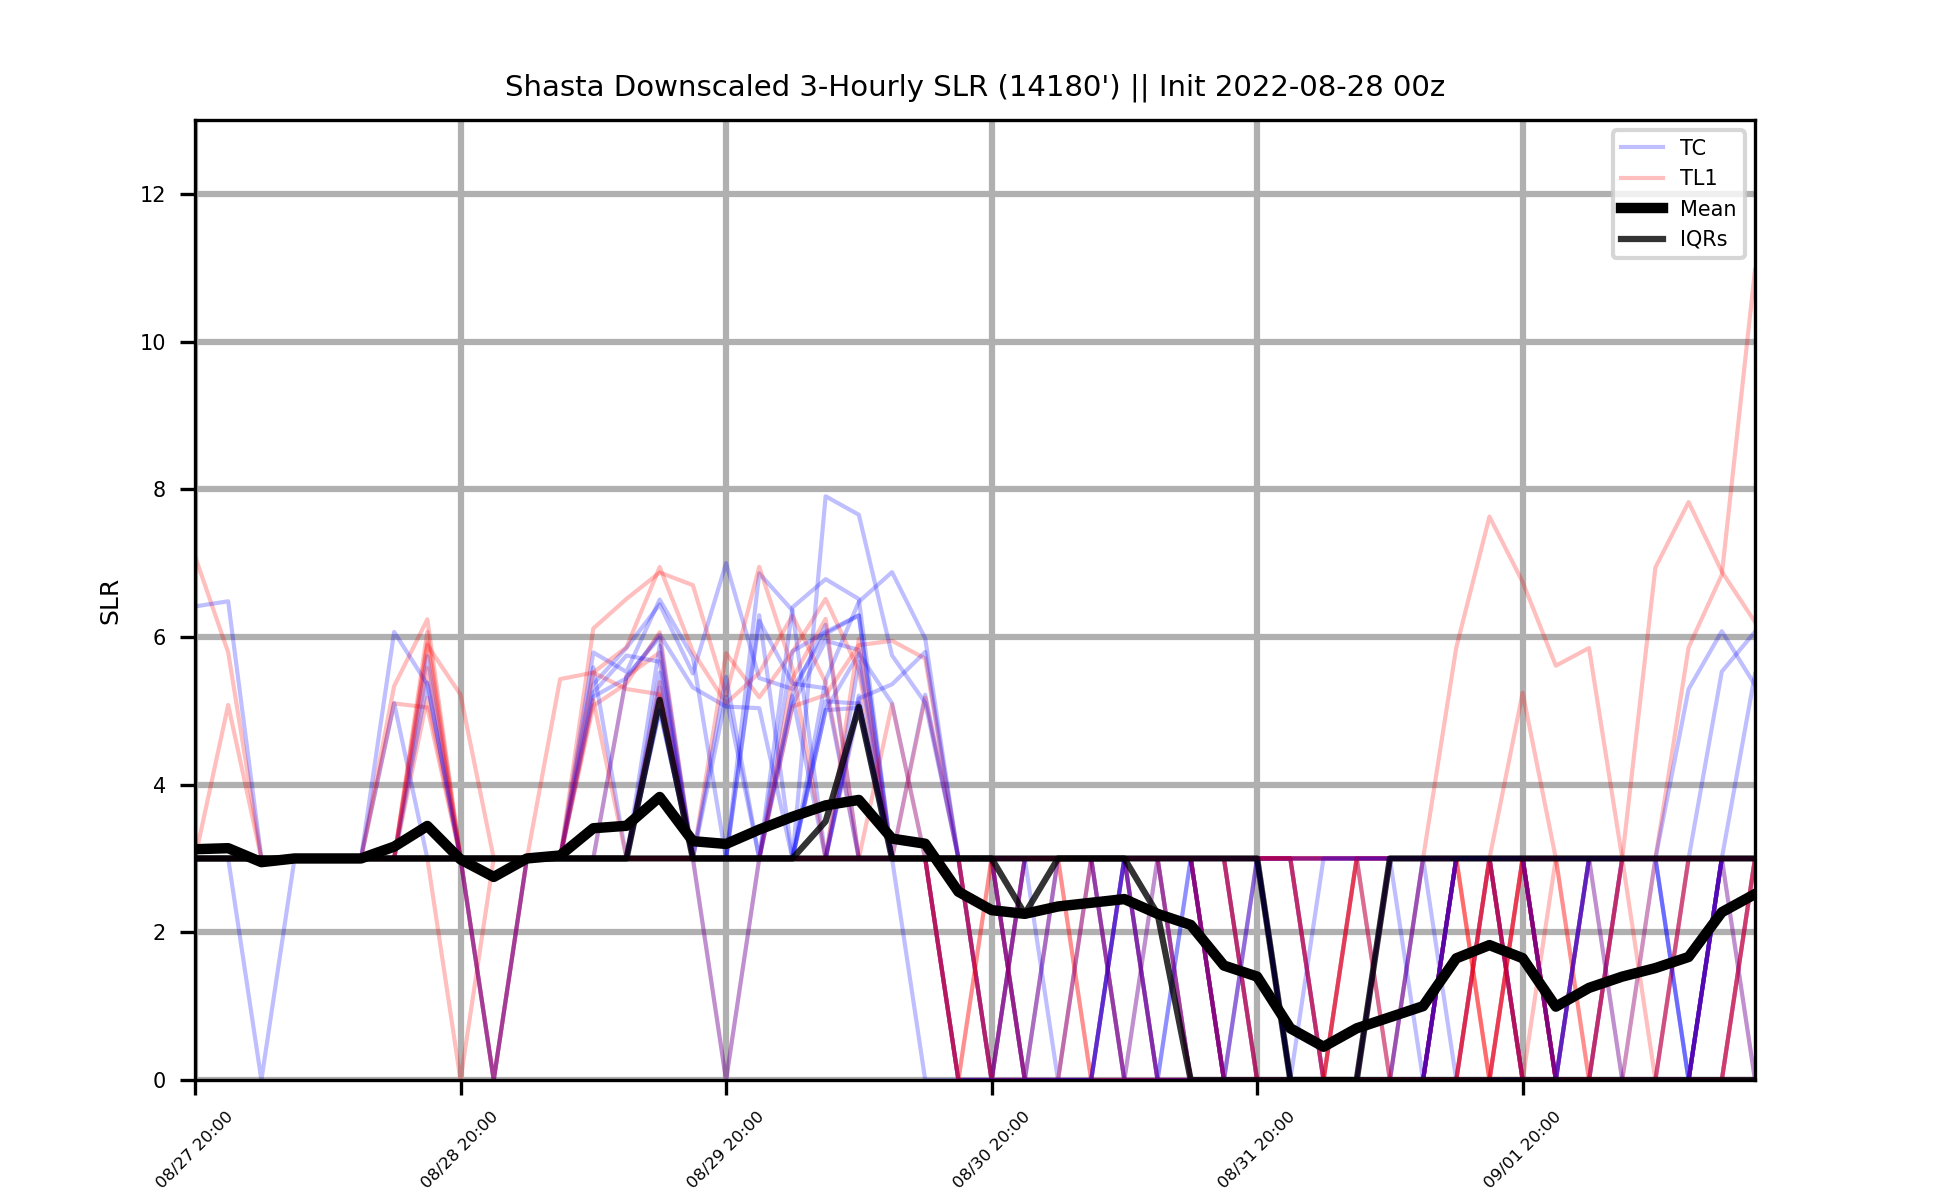 Shasta Downscaled 3-Hourly SLR (14180') || Init 2022-08-28 00z
TC
TL1
Mean
IQRs
12
10
8
6
4
2
0
SLR
08/27 20:00
08/28 20:00
08/29 20:00
08/30 20:00
08/31 20:00
09/01 20:00